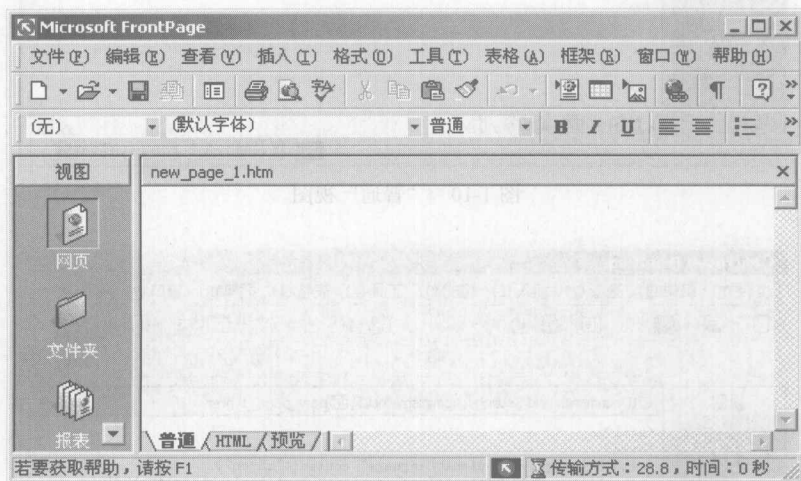 Microsoft FrontPage
文件(F) 编辑(E) 查看(V) 插入(I) 格式(O) 工具(T) 表格(A) 框架(R) 窗口(W) 帮助(H)
(无) (默认字体) 普通 B I U
视图 new_page_1.htm
网页
文件夹
报表
普通 HTML 预览
若要获取帮助，请按 F1 传输方式：28.8，时间：0 秒